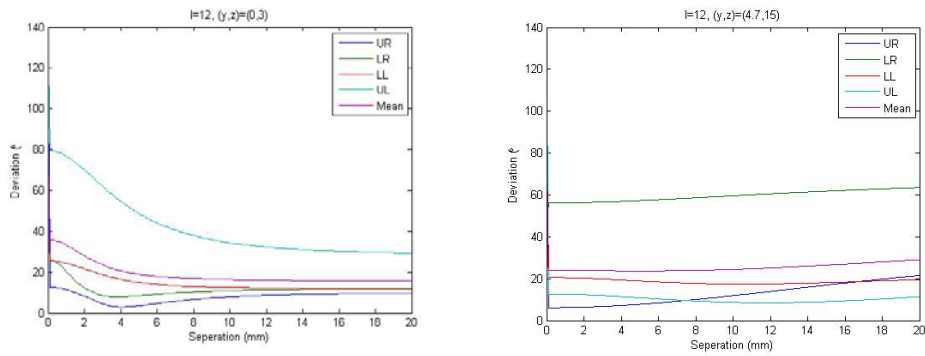 I=12, (y,z)=(0,3)
140
120
100
80
60
40
20
0
Deviation (°
0 2 4 6 8 10 12 14 16 18 20
Seperation (mm)
UR
LR
LL
UL
Mean
I=12, (y,z)=(4.7,15)
140
120
100
80
60
40
20
0
Deviation (°
0 2 4 6 8 10 12 14 16 18 20
Seperation (mm)
UR
LR
LL
UL
Mean